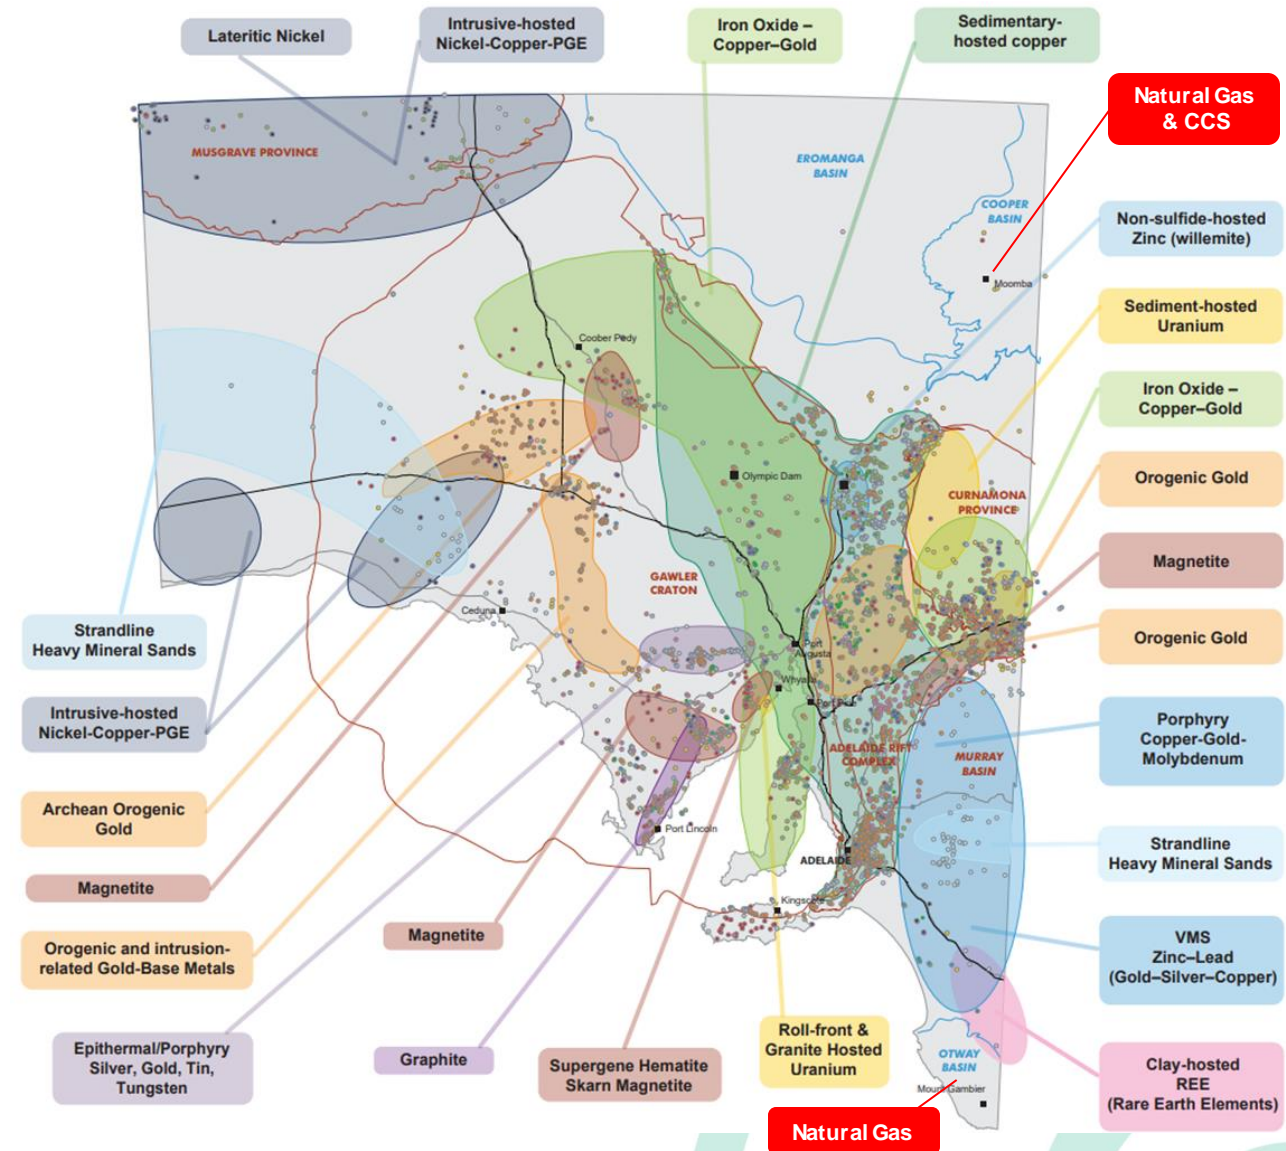 Lateritic Nickel
Intrusive-hosted
Nickel-Copper-PGE
Iron Oxide –
Copper–Gold
Sedimentary-
hosted copper
Natural Gas
& CCS
MUSGRAVE PROVINCE
EROMANGA
BASIN
COOPER
BASIN
Moomba
Non-sulfide-hosted
Zinc (willemite)
Sediment-hosted
Uranium
Coober Pedy
Iron Oxide –
Copper–Gold
Orogenic Gold
Olympic Dam
CURNAMONA
PROVINCE
Magnetite
GAWLER
CRATON
Ceduna
Orogenic Gold
Strandline
Heavy Mineral Sands
Port
Augusta
Whyalla
Port Pirie
Intrusive-hosted
Nickel-Copper-PGE
Porphyry
Copper-Gold-
Molybdenum
ADELAIDE RIFT
COMPLEX
MURRAY
BASIN
Archean Orogenic
Gold
Port Lincoln
ADELAIDE
Strandline
Heavy Mineral Sands
Magnetite
Kingscote
Magnetite
Orogenic and intrusion-
related Gold-Base Metals
VMS
Zinc–Lead
(Gold–Silver–Copper)
Epithermal/Porphyry
Silver, Gold, Tin,
Tungsten
Graphite
Supergene Hematite
Skarn Magnetite
Roll-front &
Granite Hosted
Uranium
OTWAY
BASIN
Mount Gambier
Clay-hosted
REE
(Rare Earth Elements)
Natural Gas